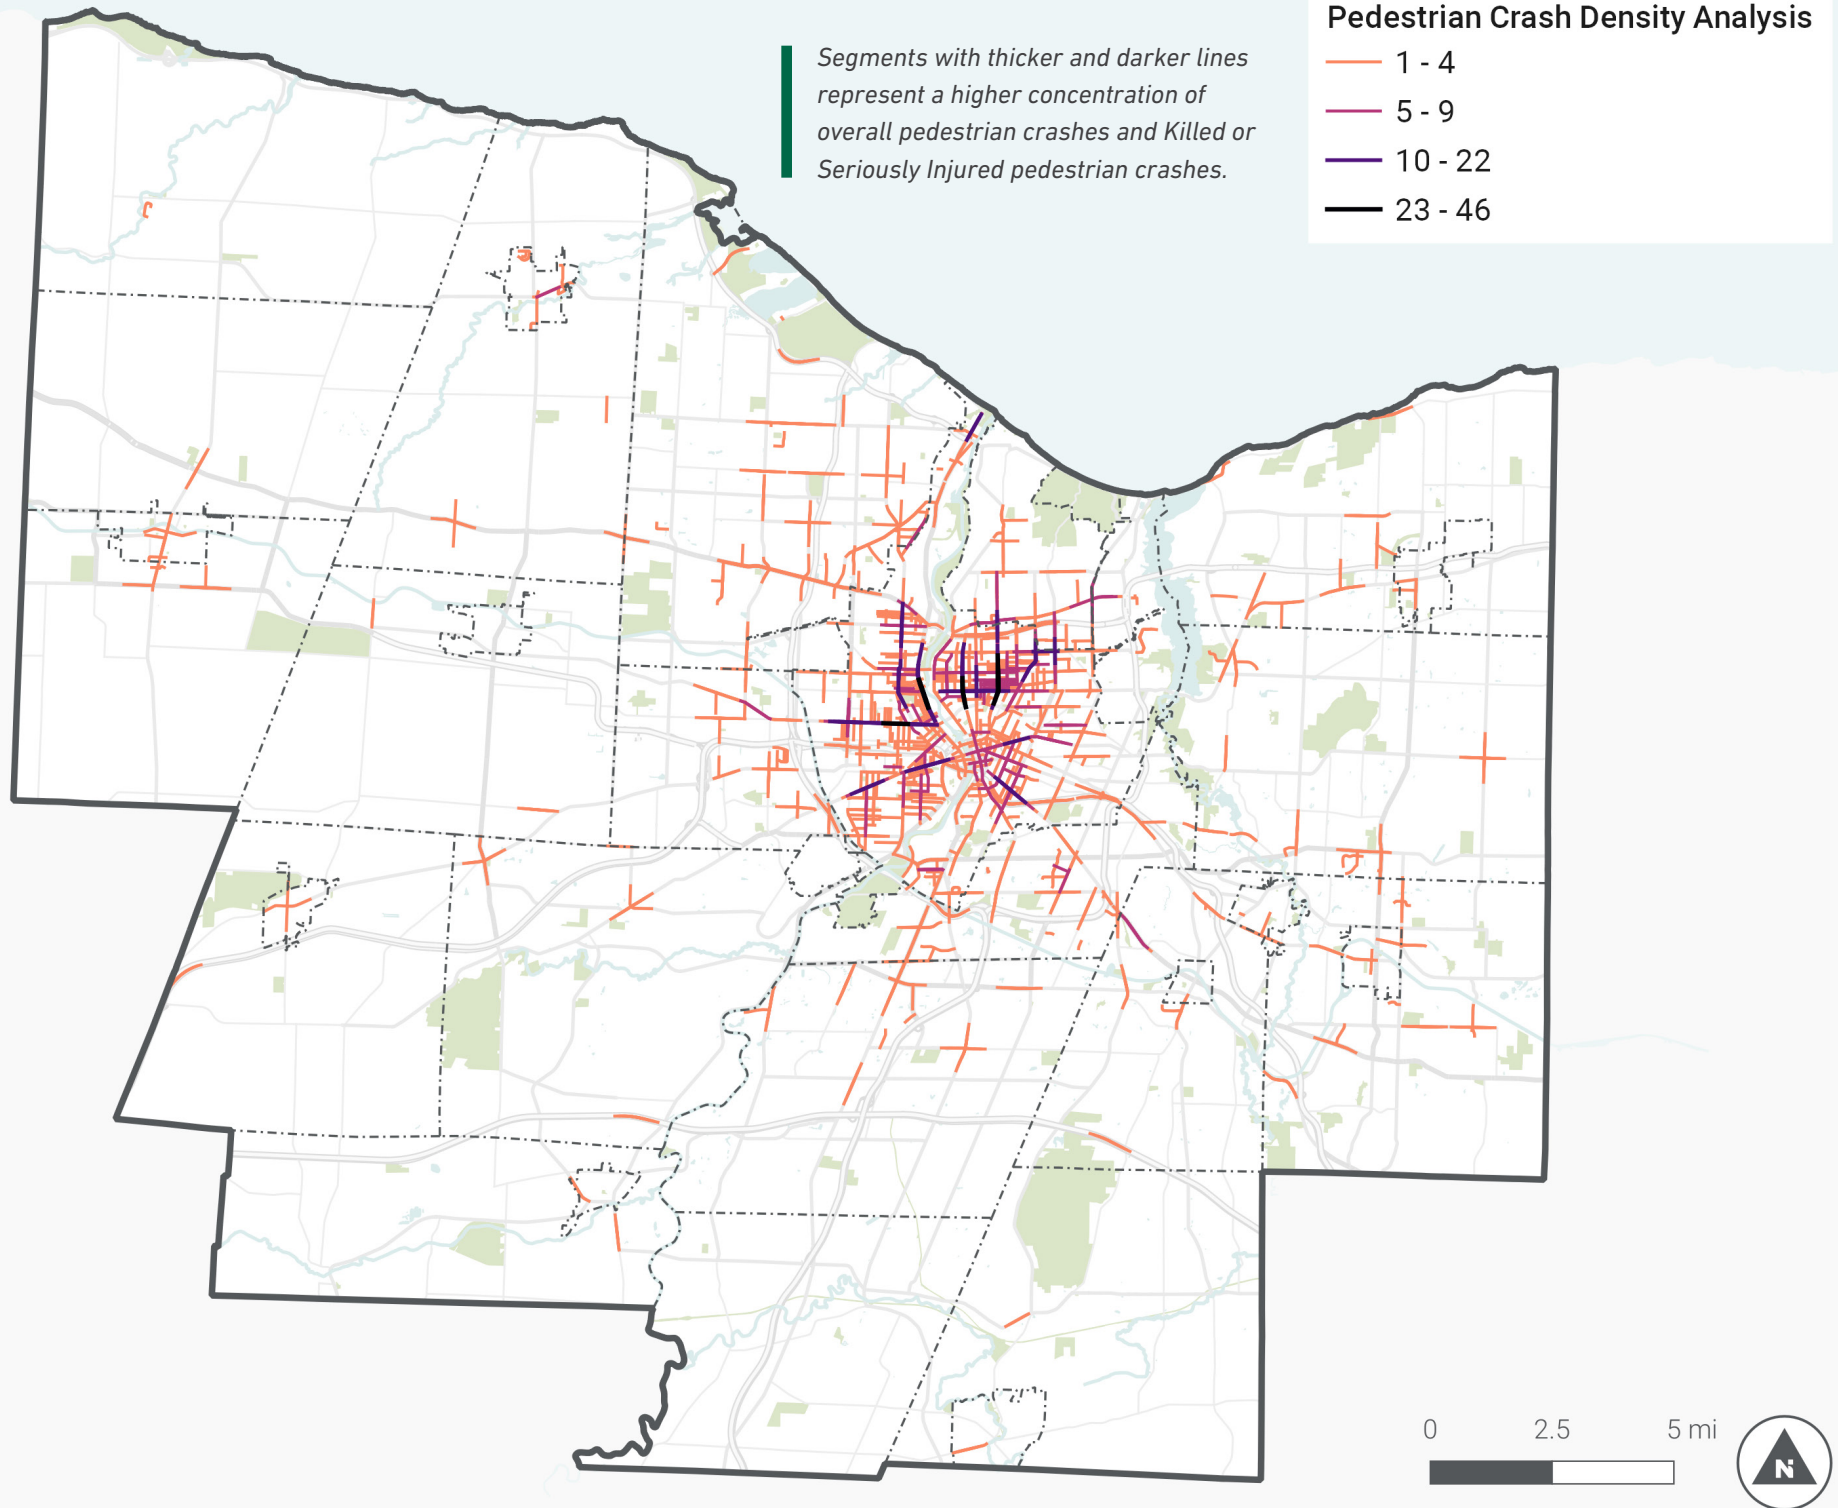 Pedestrian Crash Density Analysis
1 - 4
5 - 9
10 - 22
23 - 46
Segments with thicker and darker lines
represent a higher concentration of
overall pedestrian crashes and Killed or
Seriously Injured pedestrian crashes.
0 2.5 5 mi
N